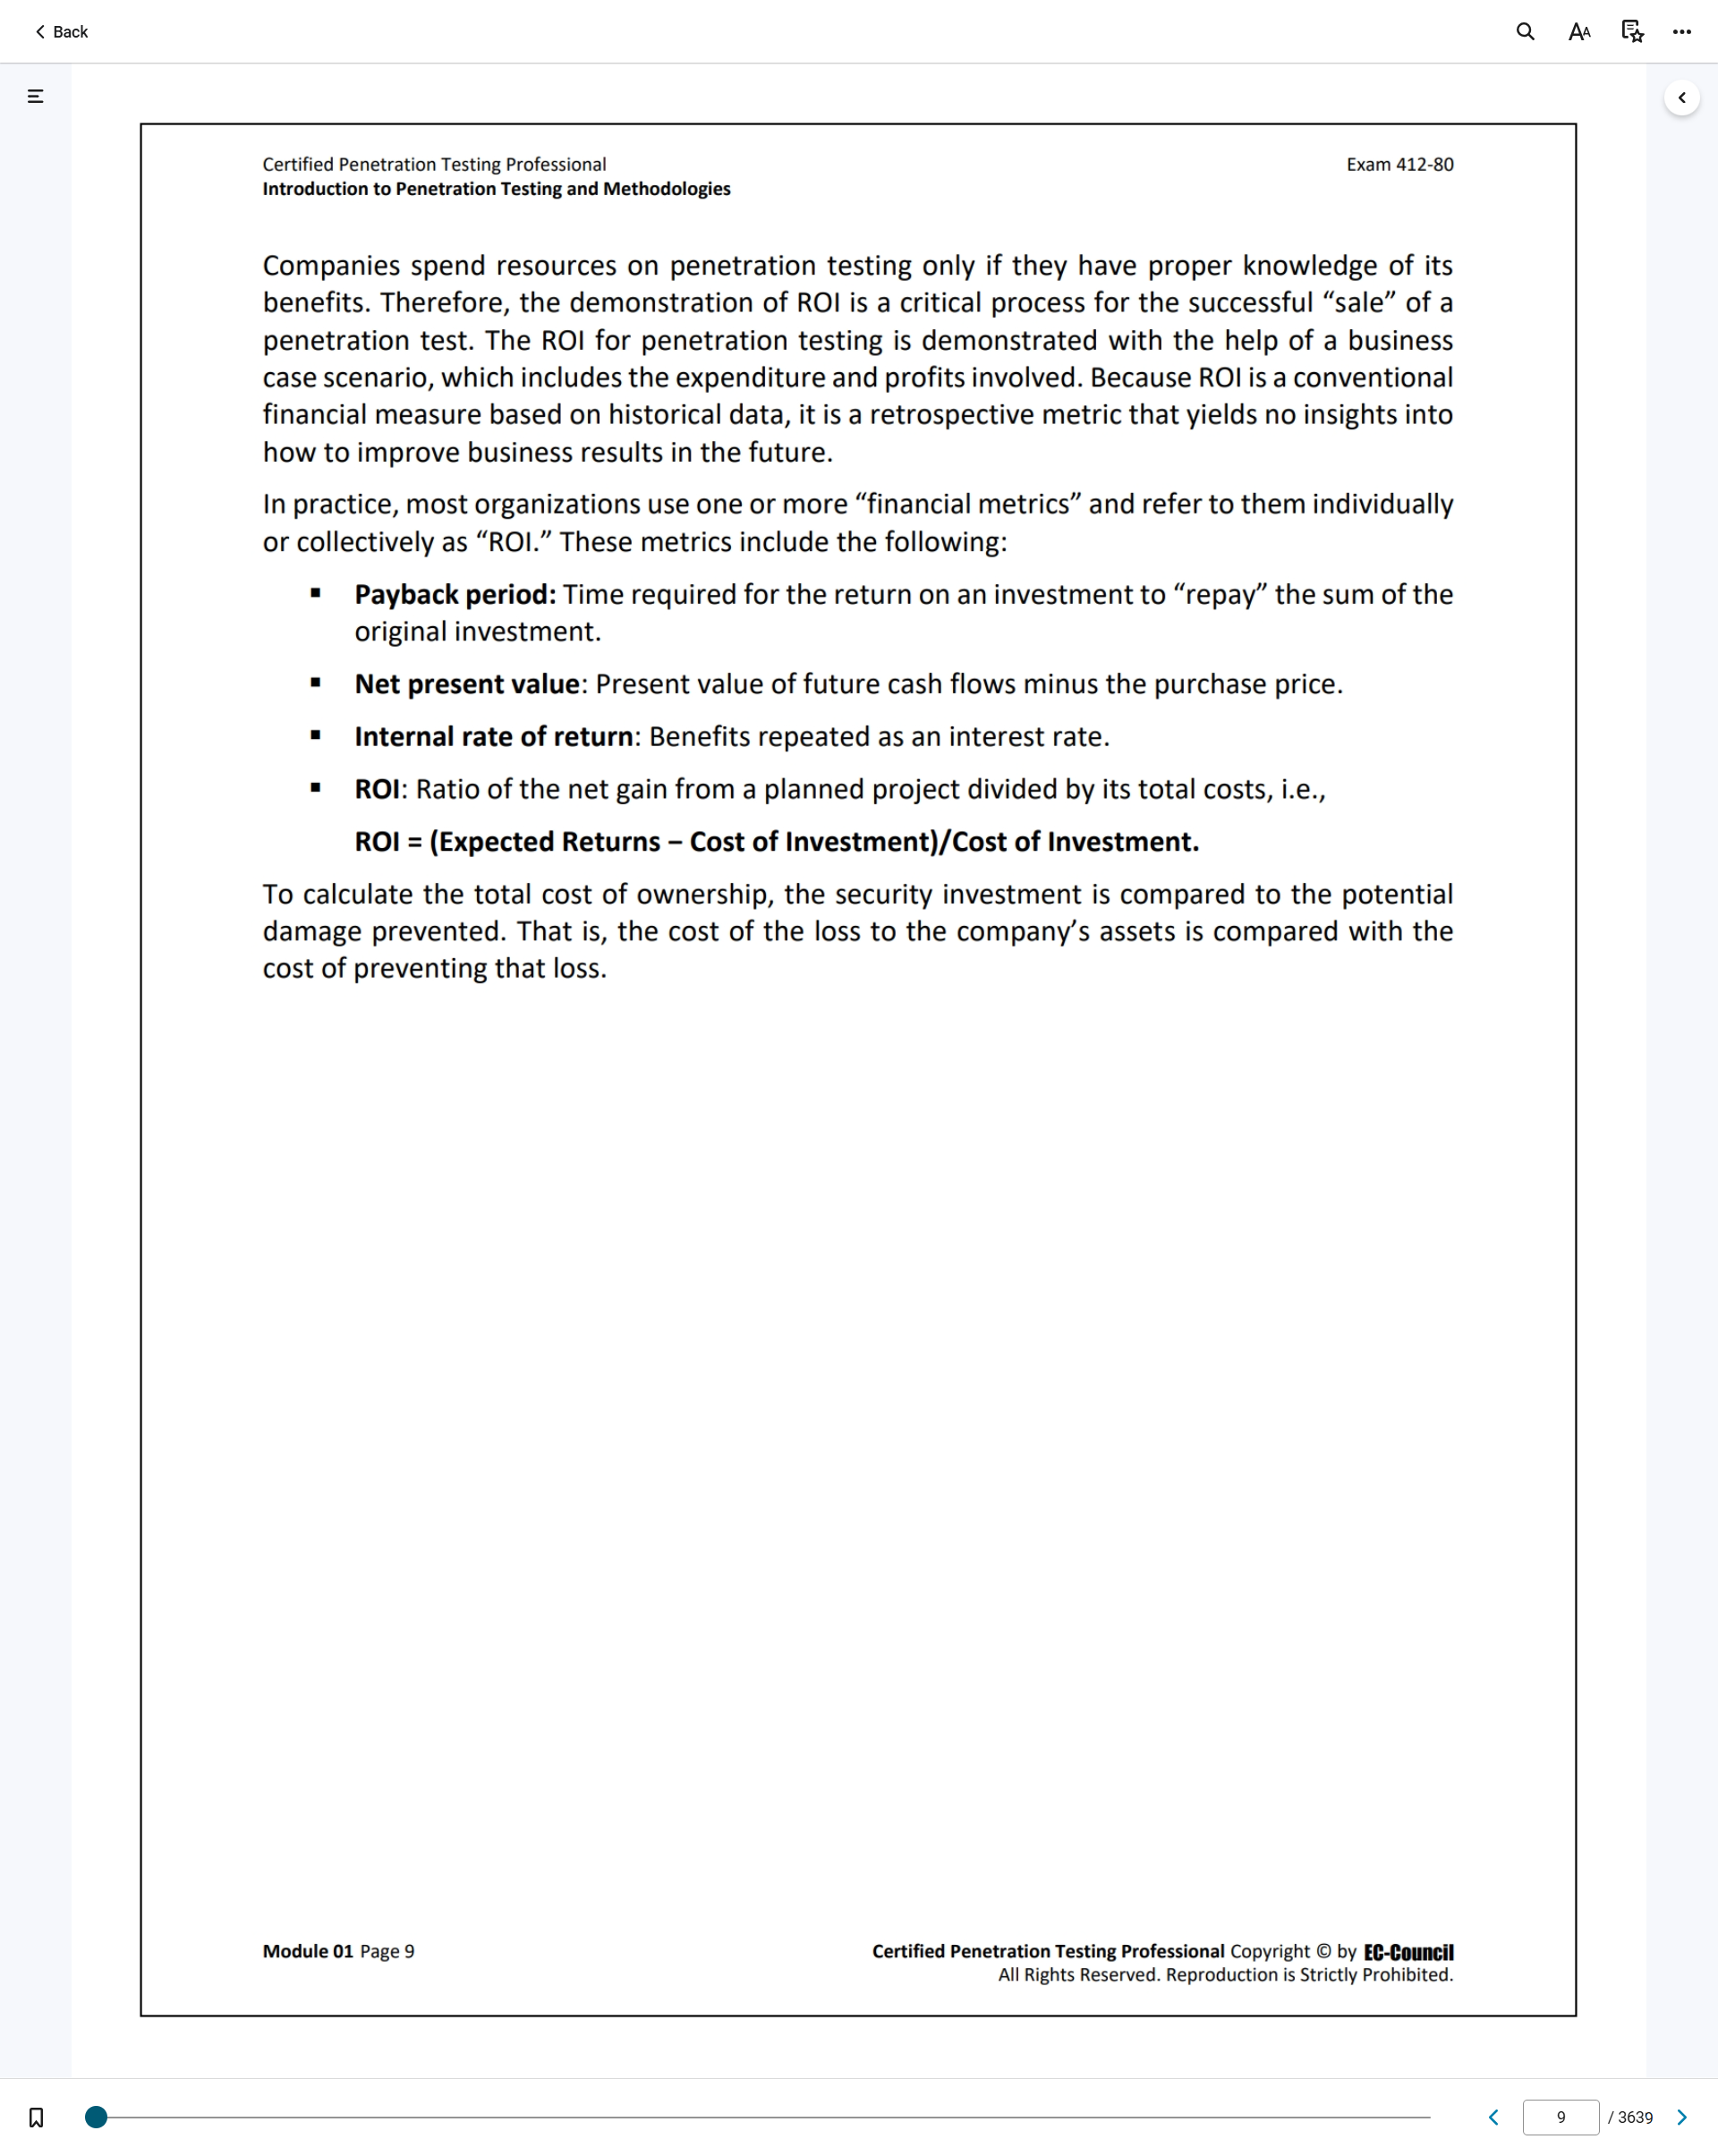 Back
Certified Penetration Testing Professional
Exam 412-80
Introduction to Penetration Testing and Methodologies
Companies spend resources on penetration testing only if they have proper knowledge of its
benefits. Therefore, the demonstration of ROI is a critical process for the successful “sale” of a
penetration test. The ROI for penetration testing is demonstrated with the help of a business
case scenario, which includes the expenditure and profits involved. Because ROI is a conventional
financial measure based on historical data, it is a retrospective metric that yields no insights into
how to improve business results in the future.
In practice, most organizations use one or more “financial metrics” and refer to them individually
or collectively as “ROI.” These metrics include the following:
▪ Payback period: Time required for the return on an investment to “repay” the sum of the
original investment.
▪ Net present value: Present value of future cash flows minus the purchase price.
▪ Internal rate of return: Benefits repeated as an interest rate.
▪ ROI: Ratio of the net gain from a planned project divided by its total costs, i.e.,
ROI = (Expected Returns – Cost of Investment)/Cost of Investment.
To calculate the total cost of ownership, the security investment is compared to the potential
damage prevented. That is, the cost of the loss to the company’s assets is compared with the
cost of preventing that loss.
Module 01 Page 9
Certified Penetration Testing Professional Copyright © by EC-Council
All Rights Reserved. Reproduction is Strictly Prohibited.
9 / 3639